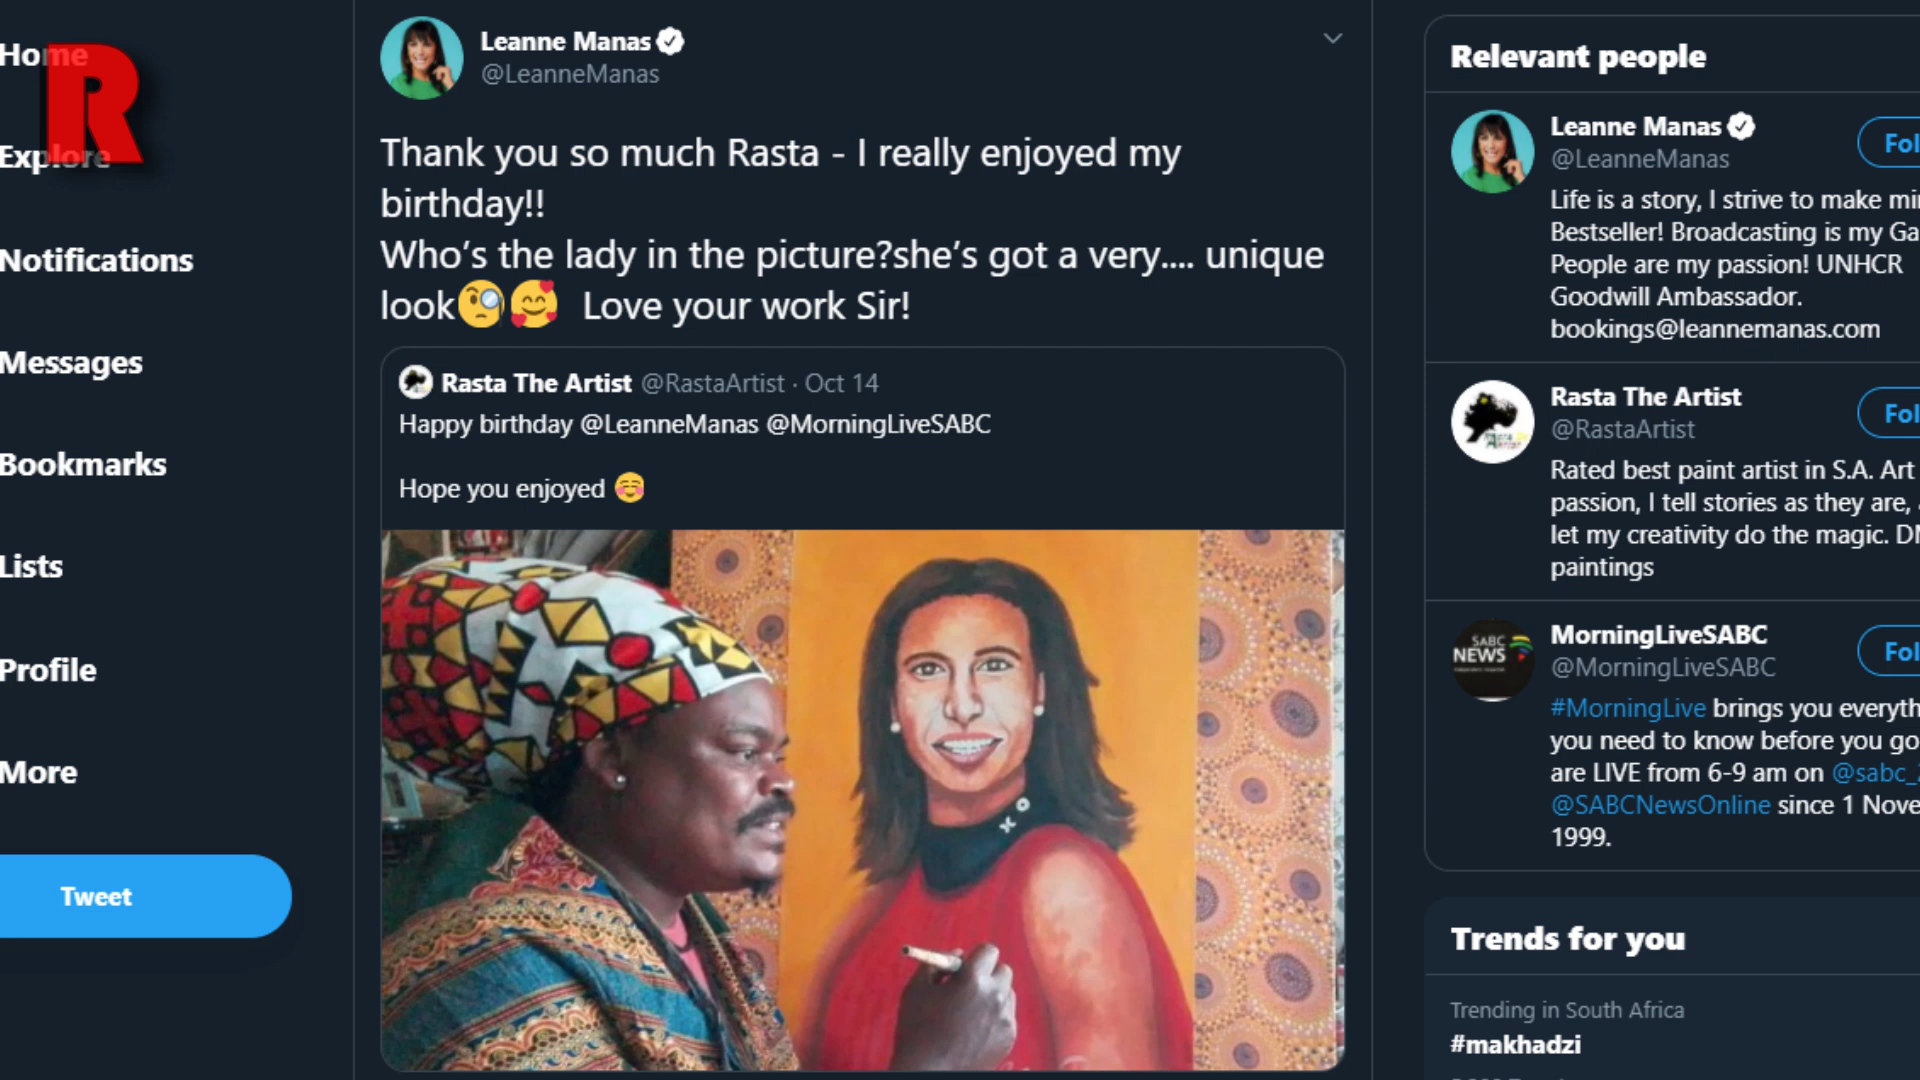 Home
R
Explore
Notifications
Messages
Bookmarks
Lists
Profile
More
Tweet
Leanne Manas
@LeanneManas
Thank you so much Rasta - I really enjoyed my
birthday!!
Who's the lady in the picture?she's got a very.... unique
look🧐🥰 Love your work Sir!
Rasta The Artist @RastaArtist · Oct 14
Happy birthday @LeanneManas @MorningLiveSABC
Hope you enjoyed ☺️
Relevant people
Leanne Manas
@LeanneManas
Fol
Life is a story, I strive to make mi
Bestseller! Broadcasting is my Ga
People are my passion! UNHCR
Goodwill Ambassador.
bookings@leannemanas.com
Rasta The Artist
@RastaArtist
Fol
Rated best paint artist in S.A. Art
passion, I tell stories as they are,
let my creativity do the magic. D
paintings
SABC
NEWS
MorningLiveSABC
@MorningLiveSABC
Fol
#MorningLive brings you everyth
you need to know before you go
are LIVE from 6-9 am on @sabc_
@SABCNewsOnline since 1 Nove
1999.
Trends for you
Trending in South Africa
#makhadzi